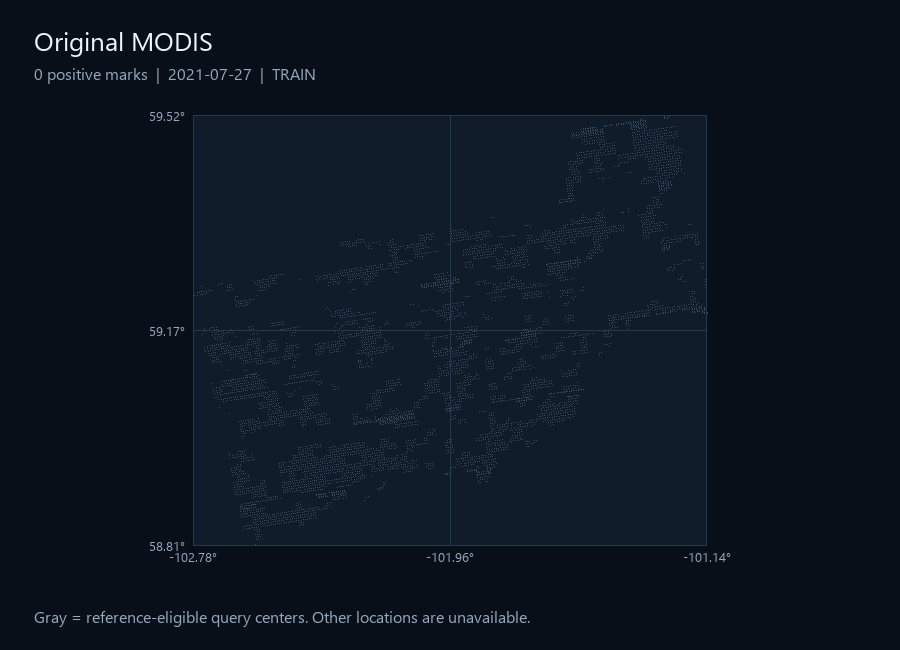 Original MODIS
0 positive marks | 2021-07-27 | TRAIN
59.52°
59.17°
58.81°
-102.78°
-101.96°
-101.14°
Gray = reference-eligible query centers. Other locations are unavailable.